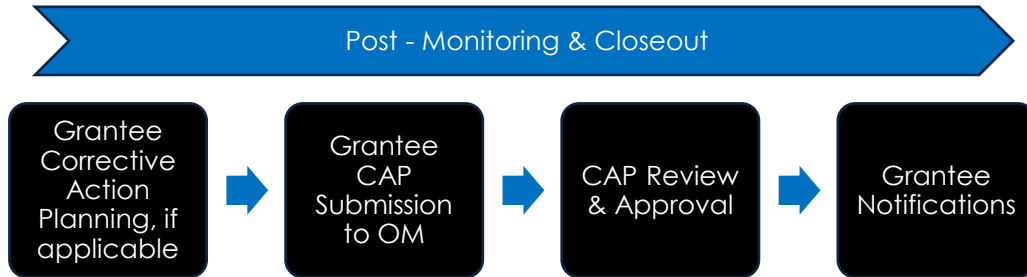 Post - Monitoring & Closeout
Grantee
Corrective
Action
Planning, if
applicable
Grantee
CAP
Submission
to OM
CAP Review
& Approval
Grantee
Notifications